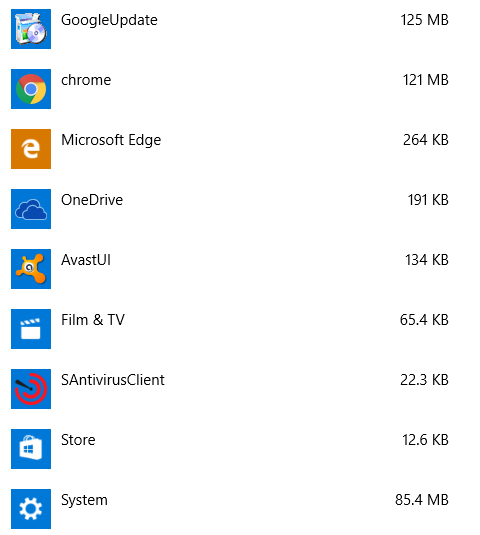 GoogleUpdate 125 MB
chrome 121 MB
Microsoft Edge 264 KB
OneDrive 191 KB
AvastUI 134 KB
Film & TV 65.4 KB
SAntivirusClient 22.3 KB
Store 12.6 KB
System 85.4 MB